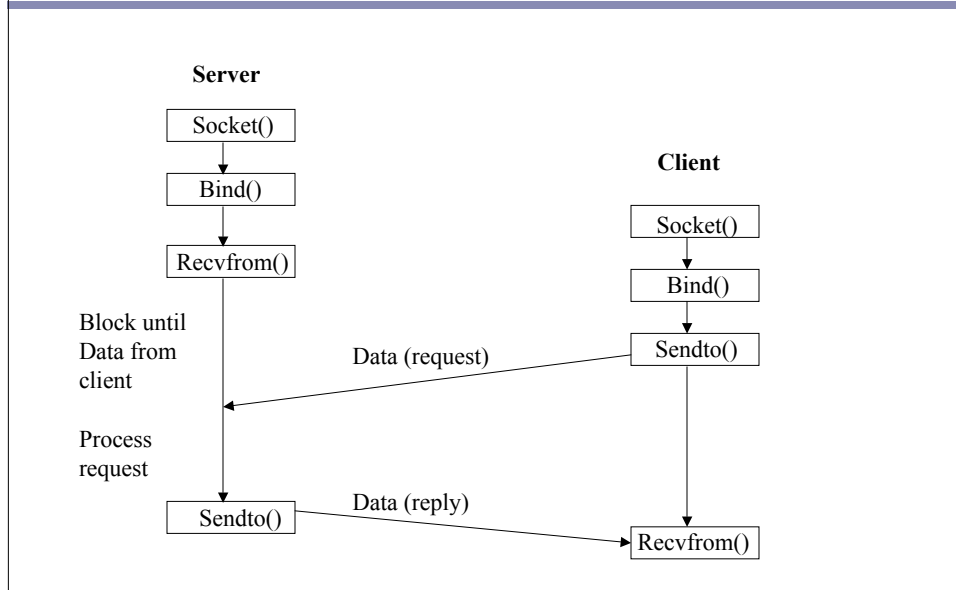 Server
Socket()
Bind()
Recvfrom()
Block until
Data from
client
Process
request
Sendto()
Client
Socket()
Bind()
Sendto()
Data (request)
Data (reply)
Recvfrom()